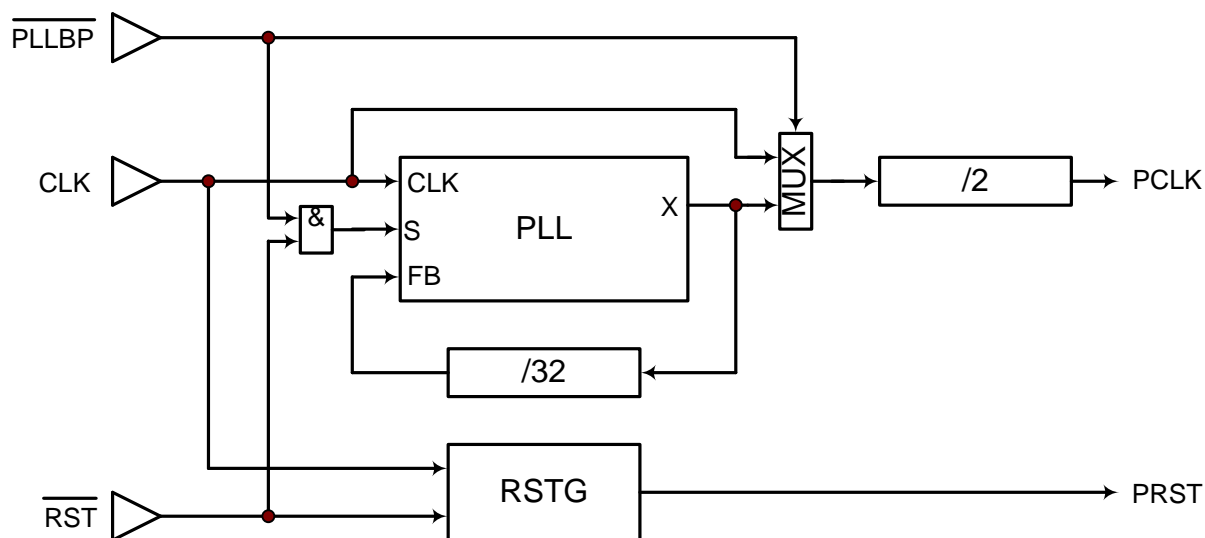 PLLBP
CLK
CLK
MUX
/2
PCLK
&
S
PLL
X
FB
/32
RST
RSTG
PRST